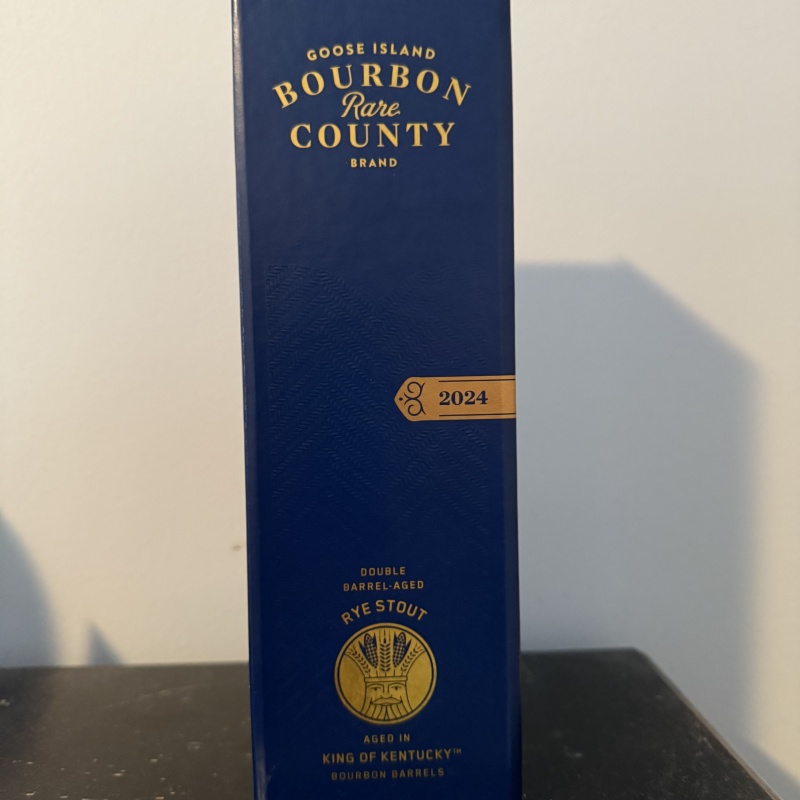 GOOSE ISLAND
BOURBON
Rare
COUNTY
BRAND
2024
DOUBLE
BARREL-AGED
RYE STOUT
AGED IN
KING OF KENTUCKY™
BOURBON BARRELS